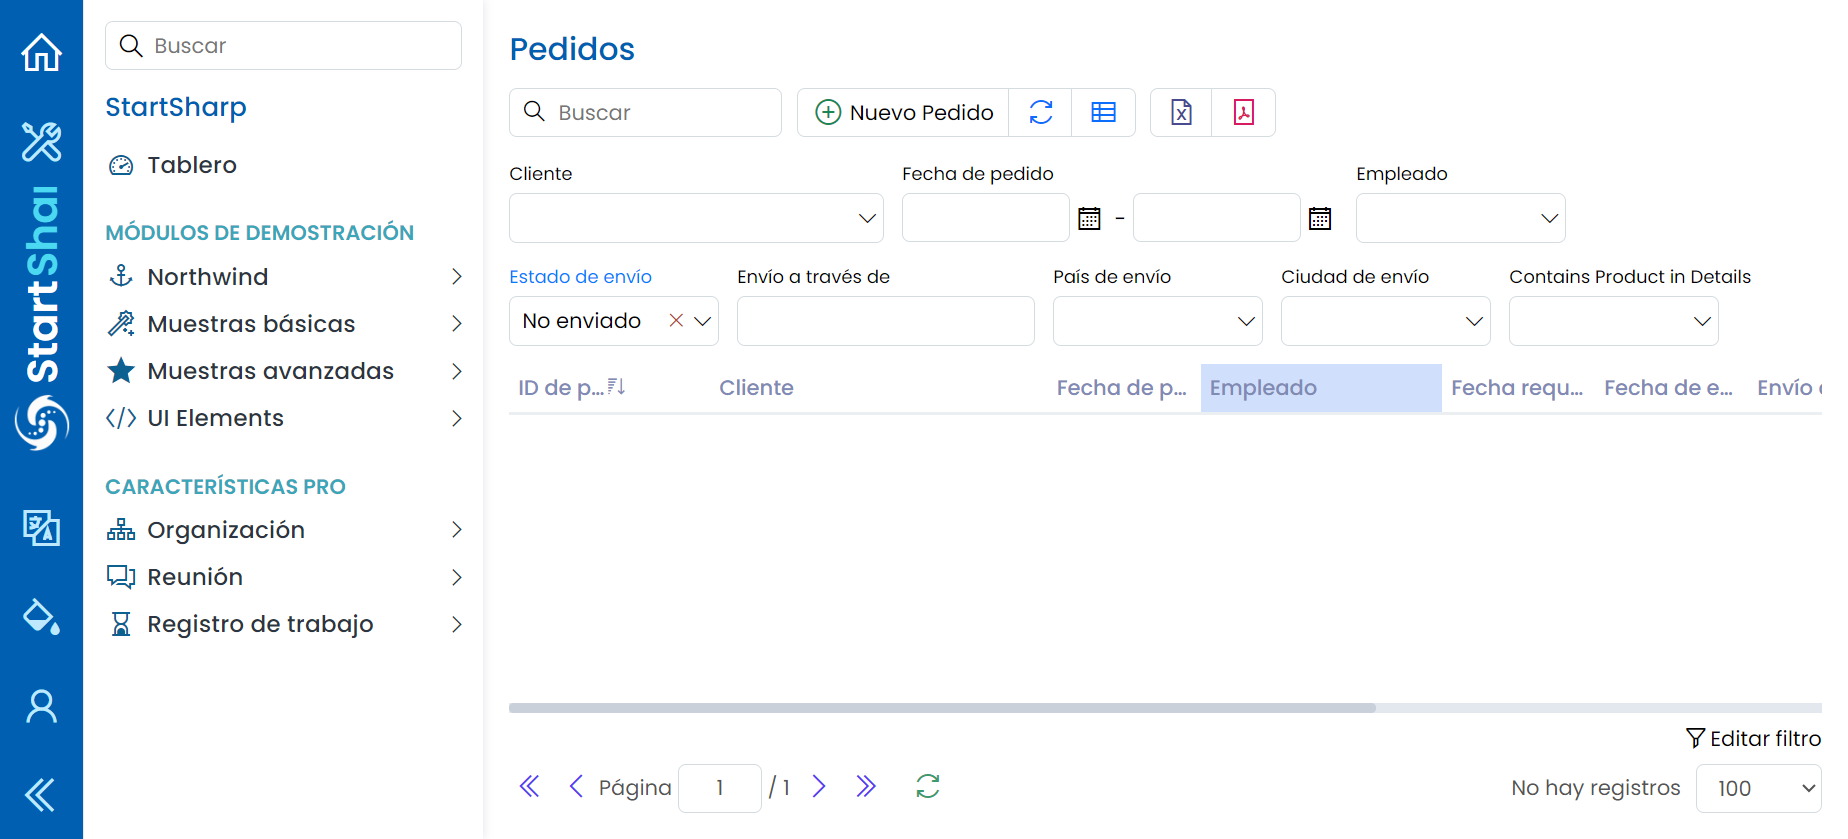 StartShar
Buscar
StartSharp
Tablero
MÓDULOS DE DEMOSTRACIÓN
Northwind
Muestras básicas
Muestras avanzadas
UI Elements
CARACTERÍSTICAS PRO
Organización
Reunión
Registro de trabajo
Pedidos
Buscar
Nuevo Pedido
Cliente
Fecha de pedido
Empleado
-
Estado de envío
Envío a través de
País de envío
Ciudad de envío
Contains Product in Details
No enviado
ID de p... Cliente Fecha de p... Empleado Fecha requ... Fecha de e... Envío
Editar filtro
Página 1 / 1
No hay registros 100